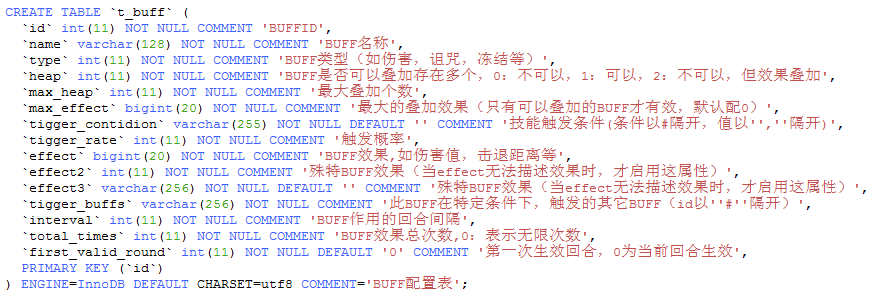 CREATE TABLE `t_buff` (
  `id` int(11) NOT NULL COMMENT 'BUFFID',
  `name` varchar(128) NOT NULL COMMENT 'BUFF名称',
  `type` int(11) NOT NULL COMMENT 'BUFF类型（如伤害，诅咒，冻结等）',
  `heap` int(11) NOT NULL COMMENT 'BUFF是否可以叠加存在多个，0：不可以，1：可以，2：不可以，但效果叠加',
  `max_heap` int(11) NOT NULL COMMENT '最大叠加个数',
  `max_effect` bigint(20) NOT NULL COMMENT '最大的叠加效果（只有可以叠加的BUFF才有效，默认配0）',
  `tigger_contidion` varchar(255) NOT NULL DEFAULT '' COMMENT '技能触发条件(条件以#隔开，值以'',''隔开)',
  `tigger_rate` int(11) NOT NULL COMMENT '触发概率',
  `effect` bigint(20) NOT NULL COMMENT 'BUFF效果,如伤害值，击退距离等',
  `effect2` int(11) NOT NULL COMMENT '殊特BUFF效果（当effect无法描述效果时，才启用这属性）',
  `effect3` varchar(256) NOT NULL DEFAULT '' COMMENT '殊特BUFF效果（当effect无法描述效果时，才启用这属性）',
  `tigger_buffs` varchar(256) NOT NULL COMMENT '此BUFF在特定条件下，触发的其它BUFF（id以''#''隔开）',
  `interval` int(11) NOT NULL COMMENT 'BUFF作用的回合间隔',
  `total_times` int(11) NOT NULL COMMENT 'BUFF效果总次数,0：表示无限次数',
  `first_valid_round` int(11) NOT NULL DEFAULT '0' COMMENT '第一次生效回合，0为当前回合生效',
  PRIMARY KEY (`id`)
) ENGINE=InnoDB DEFAULT CHARSET=utf8 COMMENT='BUFF配置表';